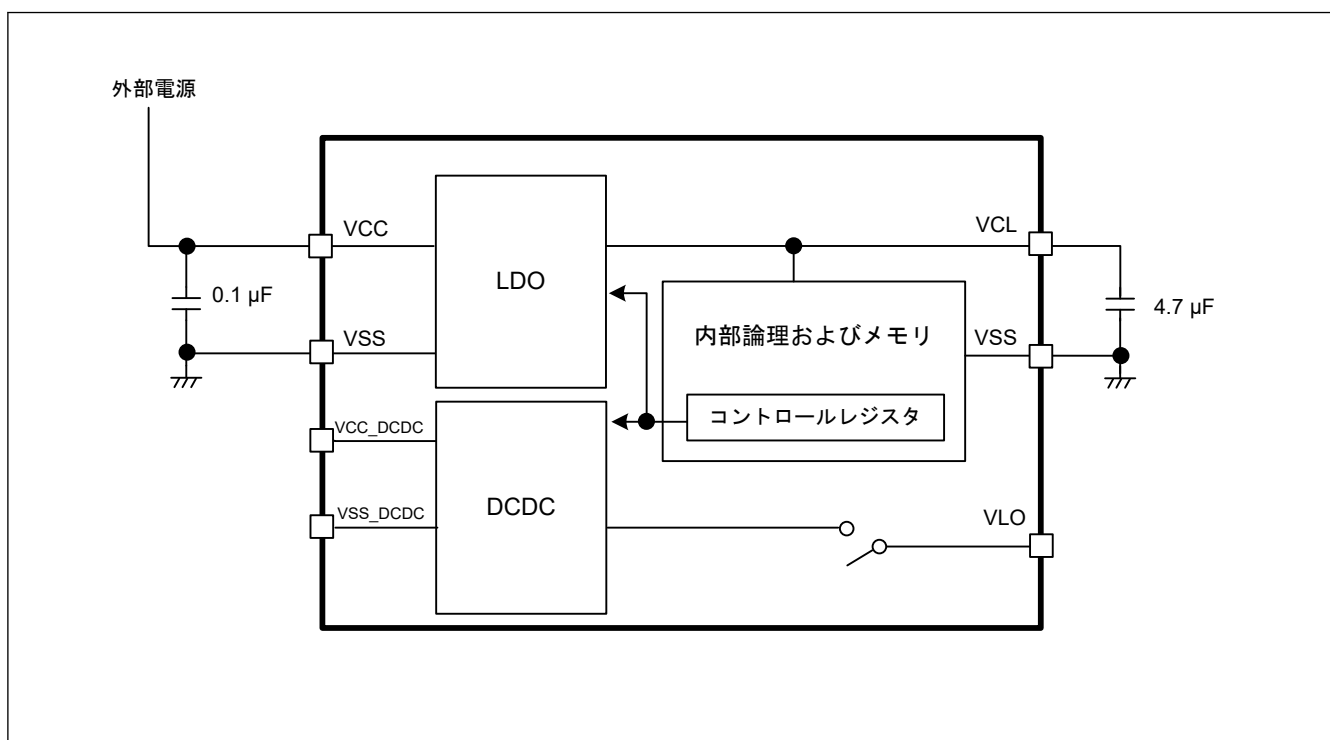 外部電源
VCC
VCL
LDO
0.1 µF
4.7 µF
内部論理およびメモリ
VSS
VSS
コントロールレジスタ
VCC_DCDC
DCDC
VSS_DCDC
VLO